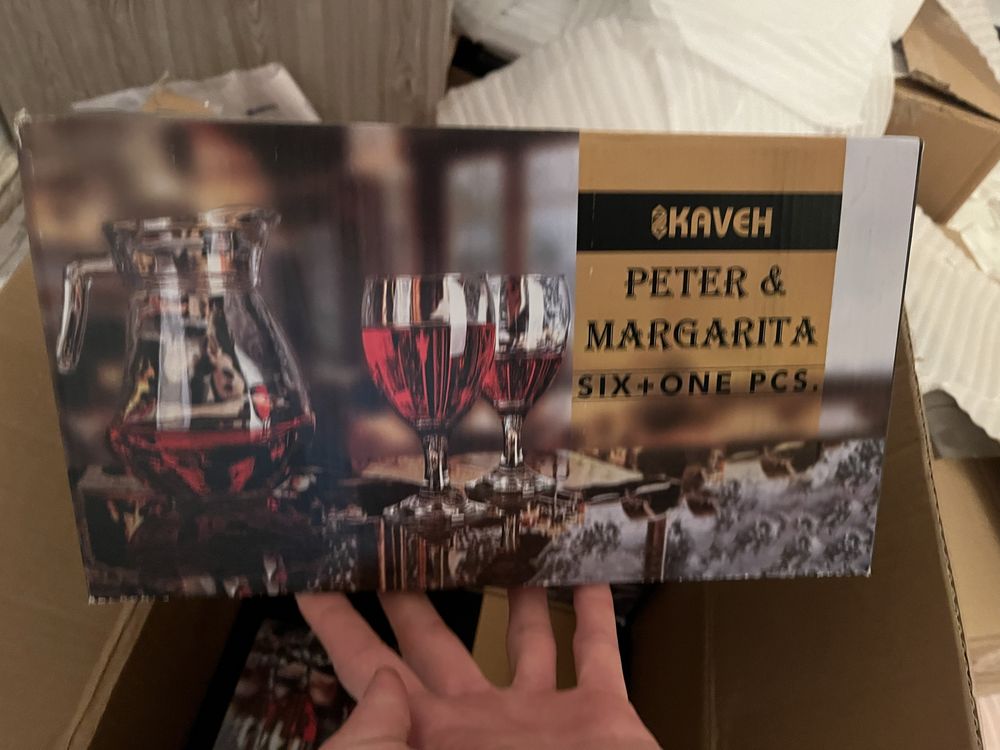 KAVEH
PETER &
MARGARITA
SIX+ONE PCS.